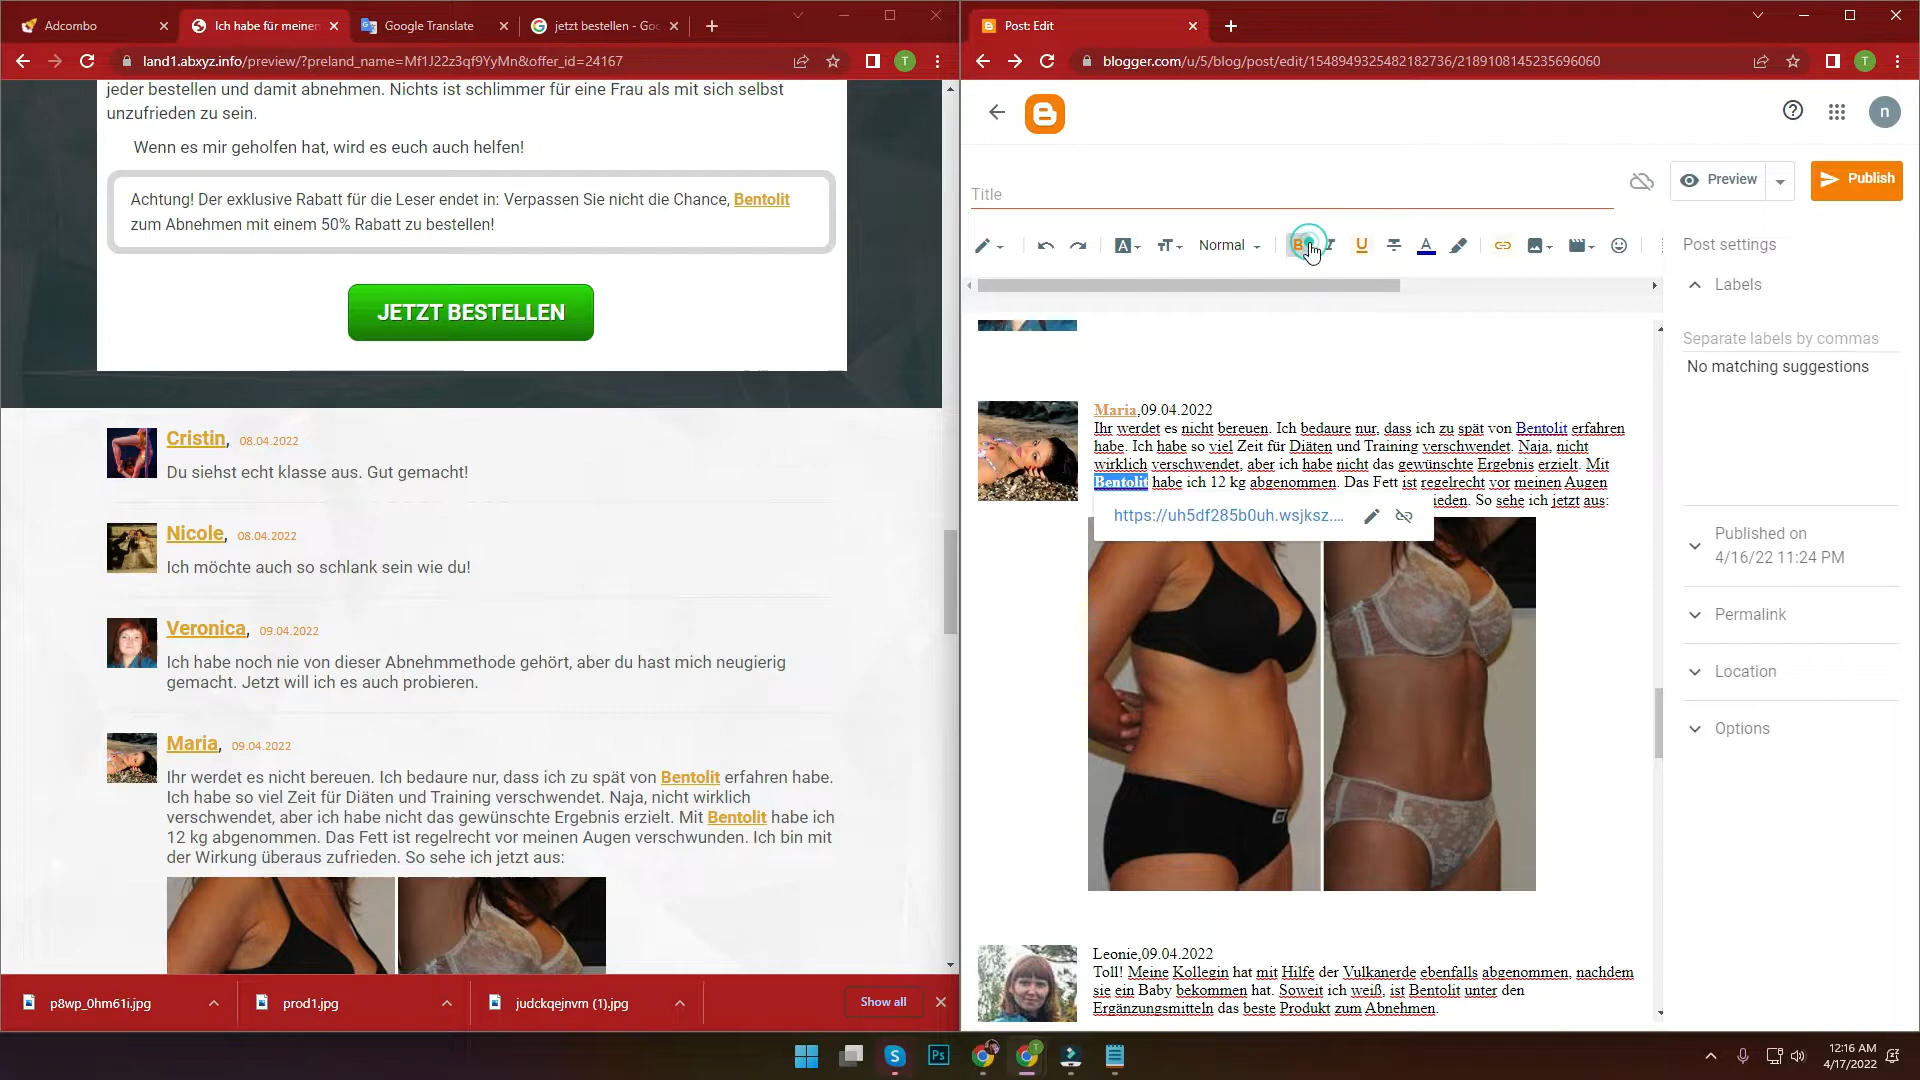 Adcombo
Ich habe für meinen
Google Translate
jetzt bestellen - Goo
land1.abxyz.info/preview/?preland_name=Mf1J22z3qf9YyMn&offer_id=24167
T
jeder bestellen und damit abnehmen. Nichts ist schlimmer für eine Frau als mit sich selbst
unzufrieden zu sein.
Wenn es mir geholfen hat, wird es euch auch helfen!
Achtung! Der exklusive Rabatt für die Leser endet in: Verpassen Sie nicht die Chance, Bentolit
zum Abnehmen mit einem 50% Rabatt zu bestellen!
JETZT BESTELLEN
Cristin, 08.04.2022
Du siehst echt klasse aus. Gut gemacht!
Nicole, 08.04.2022
Ich möchte auch so schlank sein wie du!
Veronica, 09.04.2022
Ich habe noch nie von dieser Abnehmmethode gehört, aber du hast mich neugierig
gemacht. Jetzt will ich es auch probieren.
Maria, 09.04.2022
Ihr werdet es nicht bereuen. Ich bedaure nur, dass ich zu spät von Bentolit erfahren habe.
Ich habe so viel Zeit für Diäten und Training verschwendet. Naja, nicht wirklich
verschwendet, aber ich habe nicht das gewünschte Ergebnis erzielt. Mit Bentolit habe ich
12 kg abgenommen. Das Fett ist regelrecht vor meinen Augen verschwunden. Ich bin mit
der Wirkung überaus zufrieden. So sehe ich jetzt aus:
p8wp_0hm61i.jpg
prod1.jpg
judckqejnvm (1).jpg
Show all
Post: Edit
blogger.com/u/5/blog/post/edit/1548949325482182736/2189108145235696060
T
n
Title
Preview
Publish
Normal
B
Maria,09.04.2022
Ihr werdet es nicht bereuen. Ich bedaure nur, dass ich zu spät von Bentolit erfahren
habe. Ich habe so viel Zeit für Diäten und Training verschwendet. Naja, nicht
wirklich verschwendet, aber ich habe nicht das gewünschte Ergebnis erzielt. Mit
Bentolit habe ich 12 kg abgenommen. Das Fett ist regelrecht vor meinen Augen
ieden. So sehe ich jetzt aus:
https://uh5df285b0uh.wsjksz....
Leonie,09.04.2022
Toll! Meine Kollegin hat mit Hilfe der Vulkanerde ebenfalls abgenommen, nachdem
sie ein Baby bekommen hat. Soweit ich weiß, ist Bentolit unter den
Ergänzungsmitteln das beste Produkt zum Abnehmen.
Post settings
Labels
Separate labels by commas
No matching suggestions
Published on
4/16/22 11:24 PM
Permalink
Location
Options
Ps
T
12:16 AM
4/17/2022